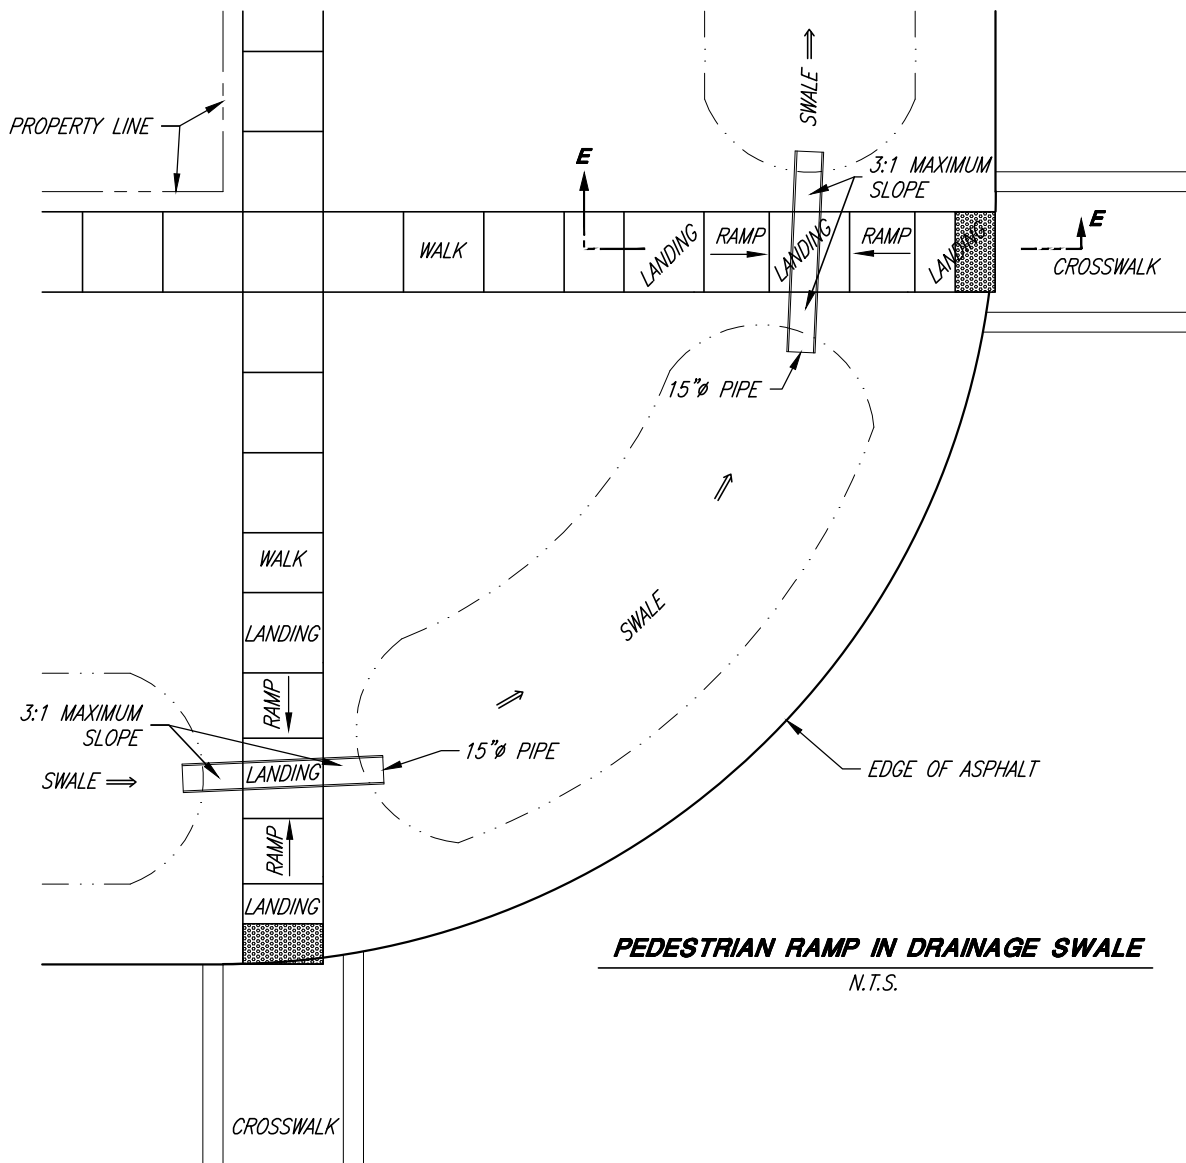 SWALE
PROPERTY LINE
E
3:1 MAXIMUM
SLOPE
WALK
LANDING
RAMP
LANDING
RAMP
LANDING
E
CROSSWALK
15"ø PIPE
WALK
SWALE
LANDING
RAMP
3:1 MAXIMUM
SLOPE
15"ø PIPE
SWALE
LANDING
EDGE OF ASPHALT
RAMP
LANDING
PEDESTRIAN RAMP IN DRAINAGE SWALE
N.T.S.
CROSSWALK